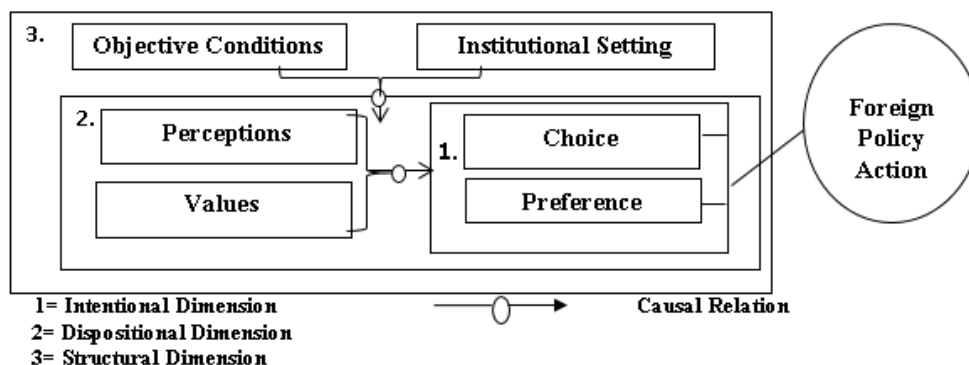 3.
Objective Conditions
Institutional Setting
2.
Perceptions
Values
1.
Choice
Preference
Foreign
Policy
Action
1= Intentional Dimension
Causal Relation
2= Dispositional Dimension
3= Structural Dimension